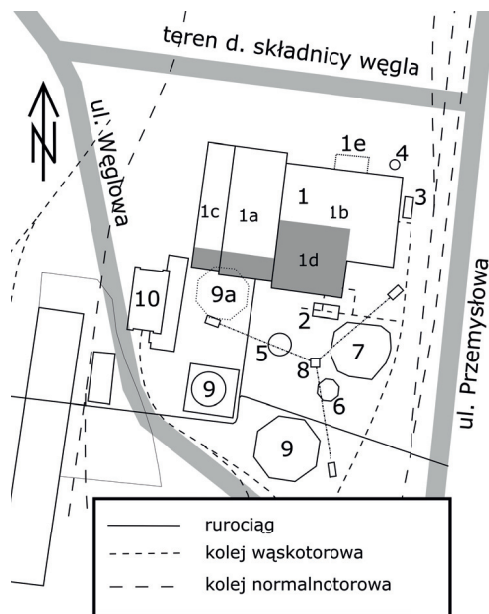 teren d. składnicy węgla
N
ul. Węglowa
ul. Przemysłowa
1e
4
1
3
1c
1a
1b
1d
9a
10
2
5
7
8
9
6
9
rurociąg
kolej wąskotorowa
kolej normalnctorowa